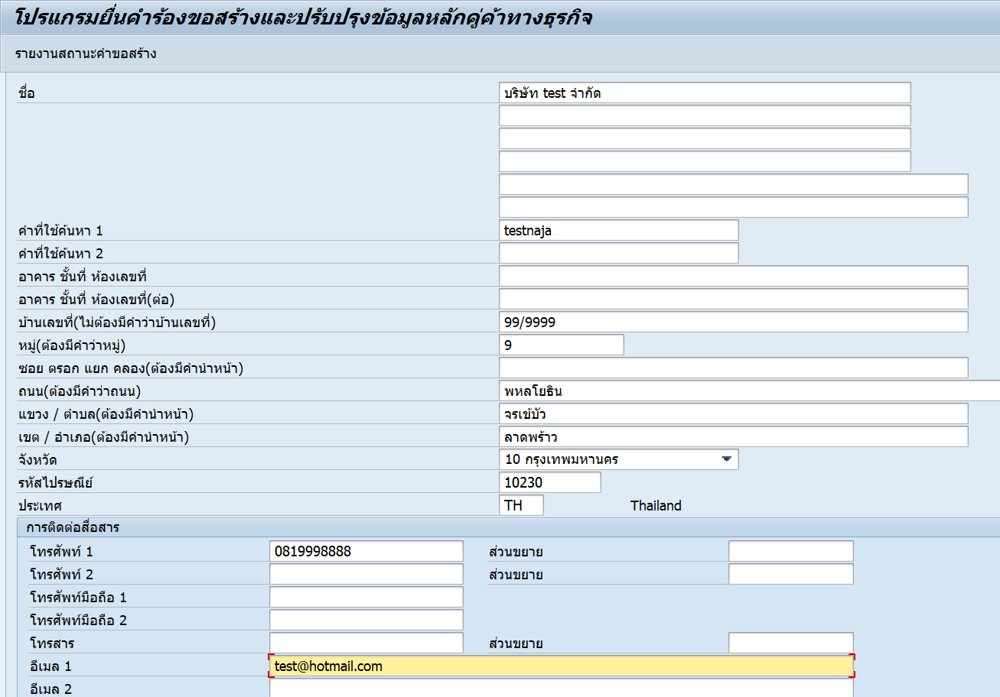 โปรแกรมยื่นคำร้องขอสร้างและปรับปรุงข้อมูลหลักคู่ค้าทางธุรกิจ
รายงานสถานะคำขอสร้าง
ชื่อ บริษัท test จำกัด
คำที่ใช้ค้นหา 1 testnaja
คำที่ใช้ค้นหา 2
อาคาร ชั้นที่ ห้องเลขที่
อาคาร ชั้นที่ ห้องเลขที่(ต่อ)
บ้านเลขที่(ไม่ต้องมีคำว่าบ้านเลขที่) 99/9999
หมู่(ต้องมีคำว่าหมู่) 9
ซอย ตรอก แยก คลอง(ต้องมีคำนำหน้า)
ถนน(ต้องมีคำว่าถนน) พหลโยธิน
แขวง / ตำบล(ต้องมีคำนำหน้า) จรเข้บัว
เขต / อำเภอ(ต้องมีคำนำหน้า) ลาดพร้าว
จังหวัด 10 กรุงเทพมหานคร
รหัสไปรษณีย์ 10230
ประเทศ TH Thailand
การติดต่อสื่อสาร
โทรศัพท์ 1 0819998888 ส่วนขยาย
โทรศัพท์ 2 ส่วนขยาย
โทรศัพท์มือถือ 1
โทรศัพท์มือถือ 2
โทรสาร ส่วนขยาย
อีเมล 1 test@hotmail.com
อีเมล 2